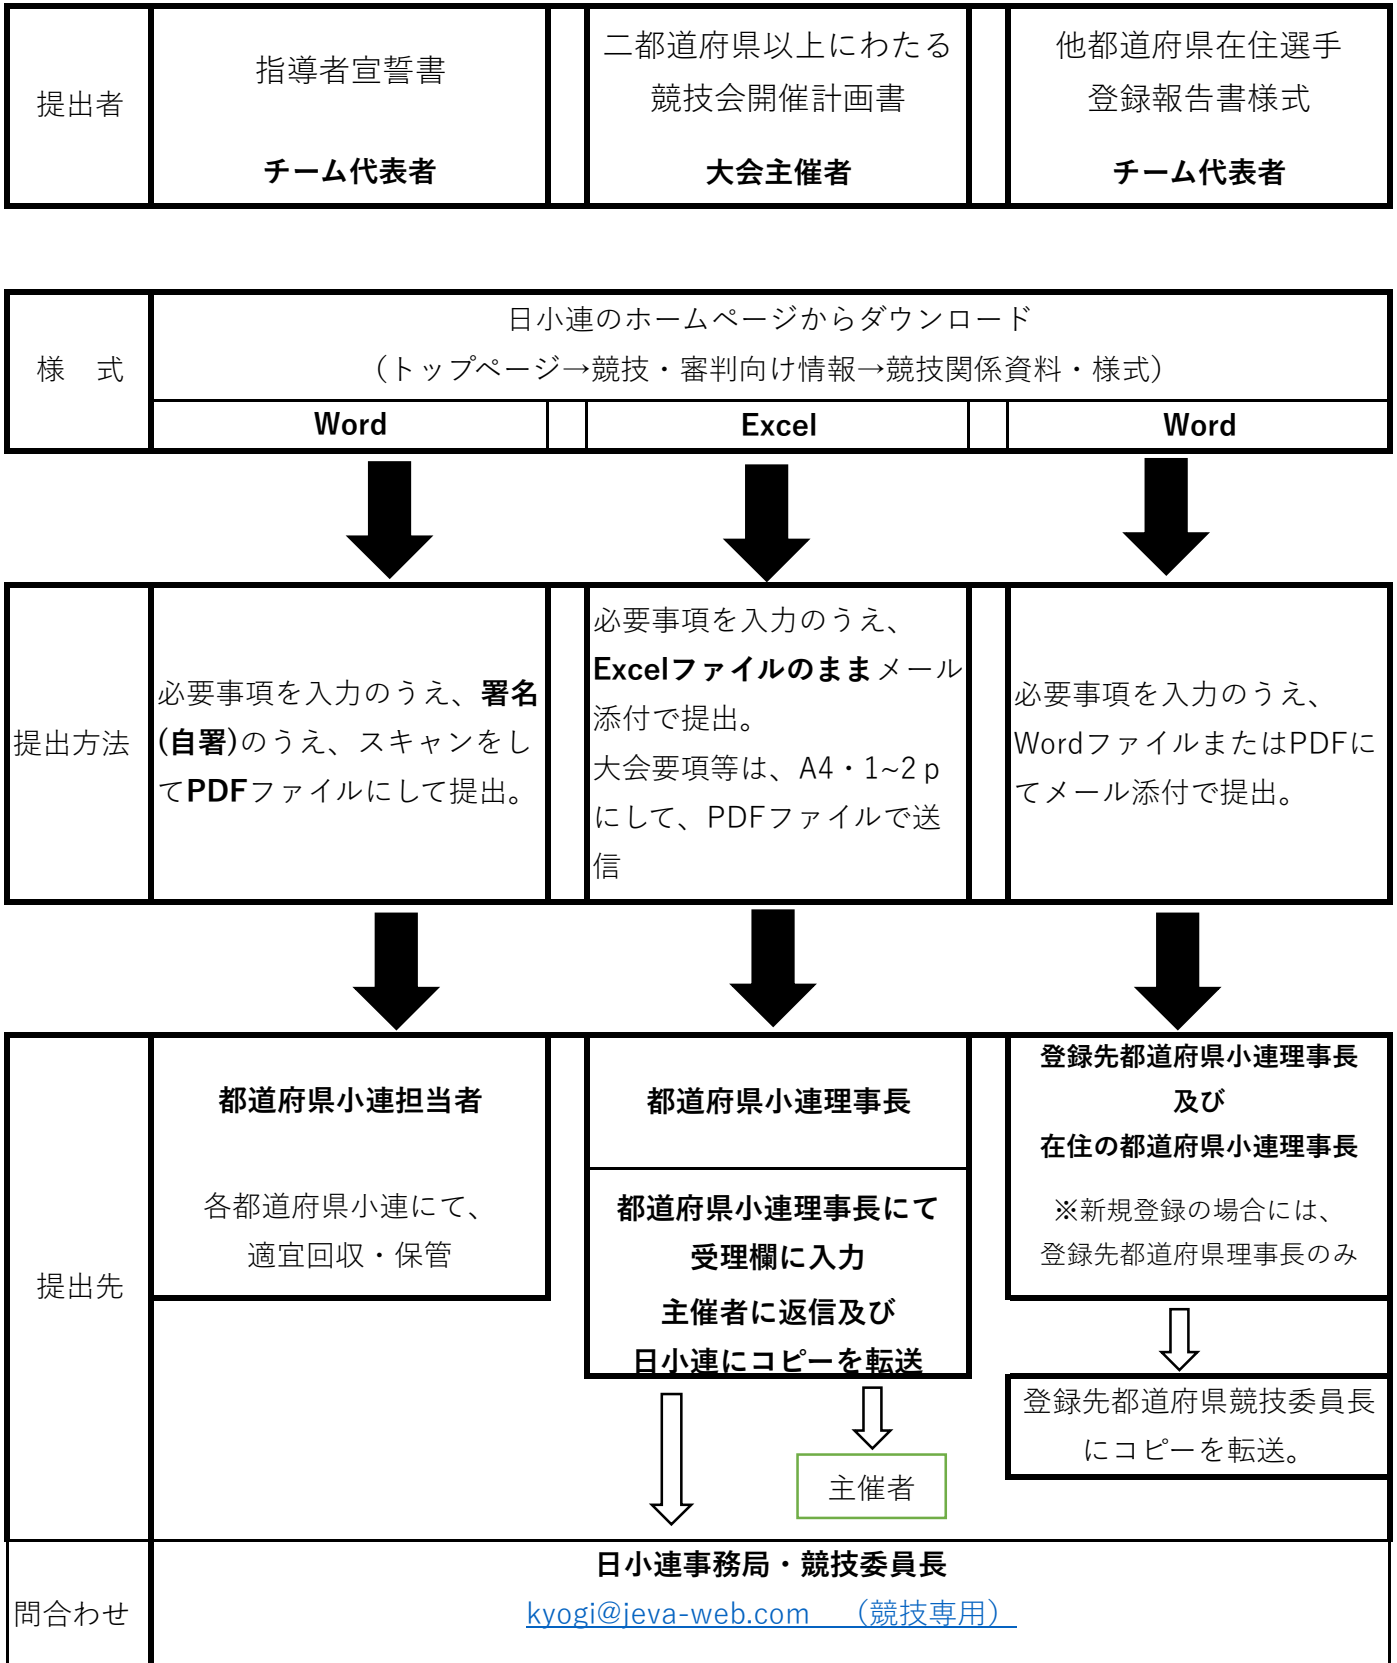 提出者
指導者宣誓書
チーム代表者
二都道府県以上にわたる
競技会開催計画書
大会主催者
他都道府県在住選手
登録報告書様式
チーム代表者
様　式
日小連のホームページからダウンロード
（トップページ→競技・審判向け情報→競技関係資料・様式）
Word
Excel
Word
提出方法
必要事項を入力のうえ、署名
(自署)のうえ、スキャンをし
てPDFファイルにして提出。
必要事項を入力のうえ、
Excelファイルのままメール
添付で提出。
大会要項等は、A4・1~2ｐ
にして、PDFファイルで送
信
必要事項を入力のうえ、
WordファイルまたはPDFに
てメール添付で提出。
提出先
都道府県小連担当者
各都道府県小連にて、
適宜回収・保管
都道府県小連理事長
都道府県小連理事長にて
受理欄に入力
主催者に返信及び
日小連にコピーを転送
主催者
登録先都道府県小連理事長
及び
在住の都道府県小連理事長
※新規登録の場合には、
登録先都道府県理事長のみ
登録先都道府県競技委員長
にコピーを転送。
問合わせ
日小連事務局・競技委員長
kyogi@jeva-web.com　（競技専用）